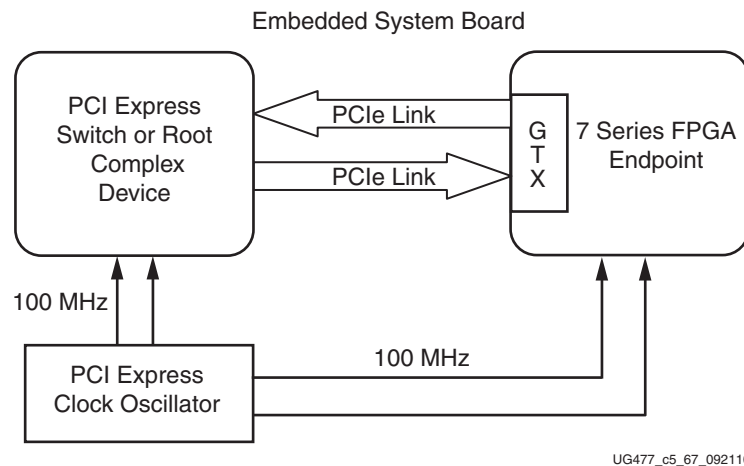 Embedded System Board
PCI Express
Switch or Root
Complex
Device
PCIe Link
PCIe Link
G
T
X
7 Series FPGA
Endpoint
100 MHz
100 MHz
PCI Express
Clock Oscillator
UG477_c5_67_092110